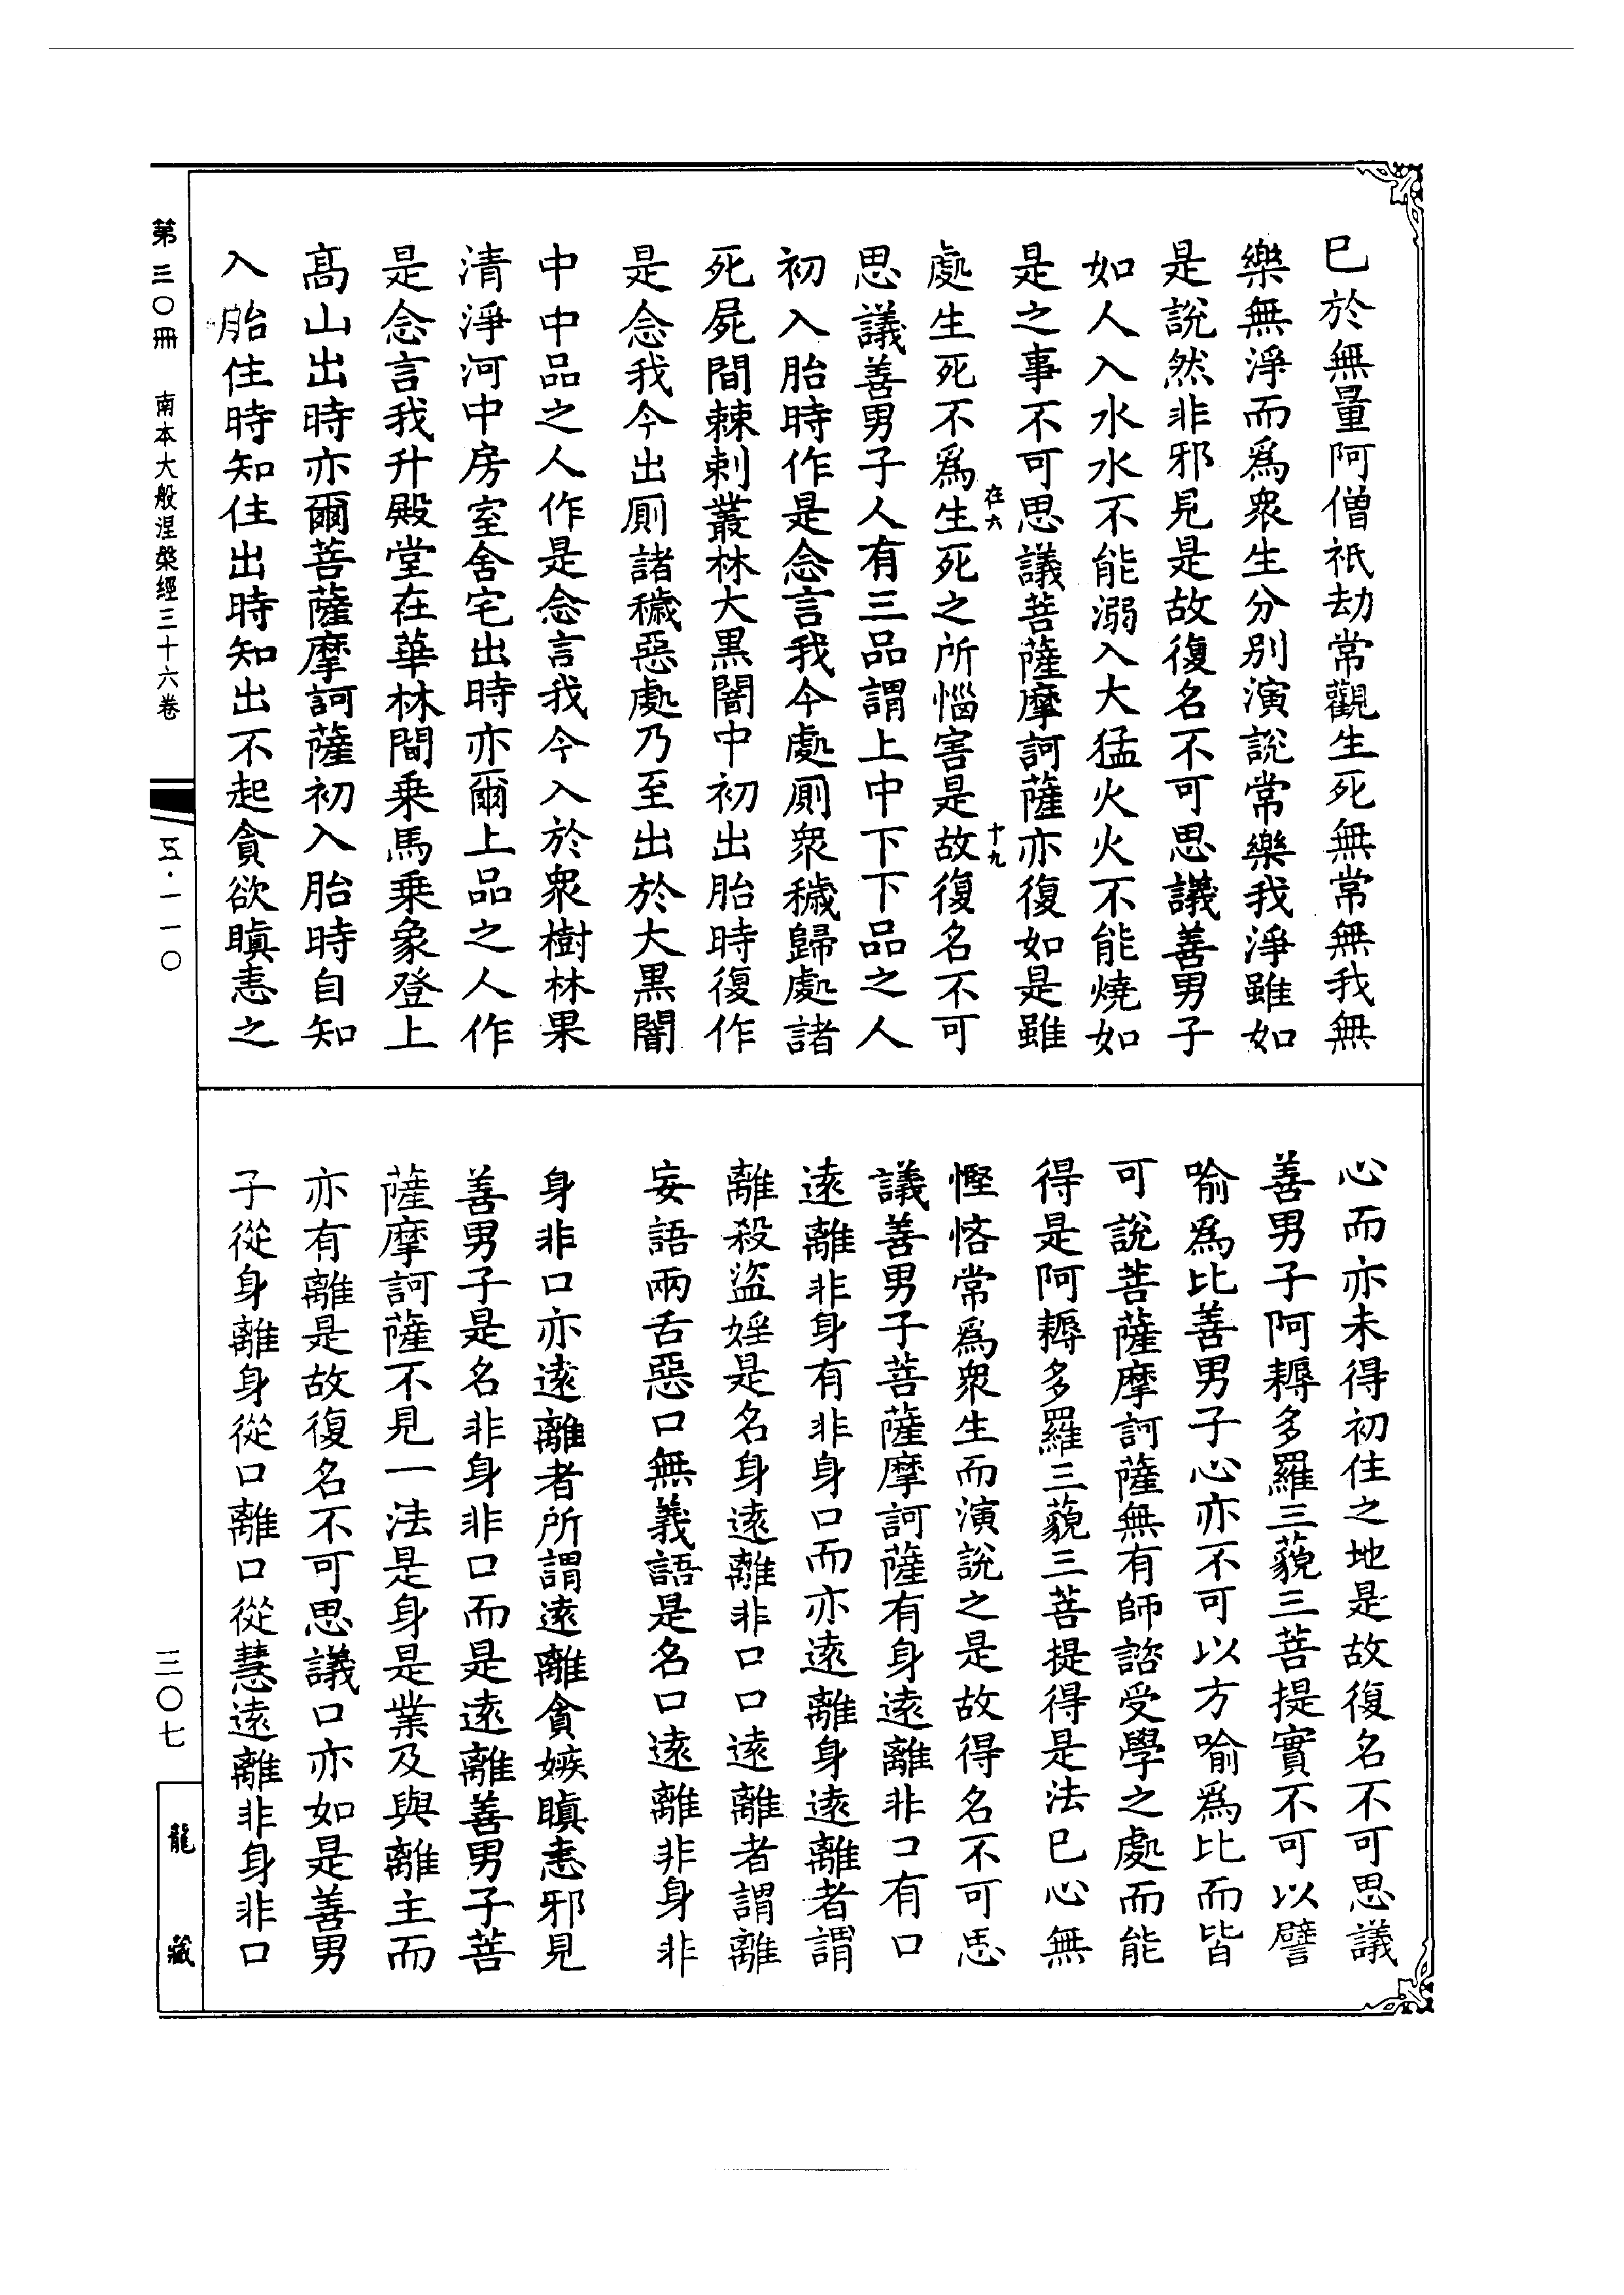 已於無量阿僧祇劫常觀生死無常無我無
樂無淨而爲衆生分別演說常樂我淨雖如
是說然非邪見是故復名不可思議善男子
如人入水水不能溺入大猛火火不能燒如
是之事不可思議菩薩摩訶薩亦復如是雖
處生死不爲生死之所惱害是故復名不可
在六
十九
思議善男子人有三品謂上中下下品之人
初入胎時作是念言我今處厠衆穢歸處諸
死屍間棘刺叢林大黑闇中初出胎時復作
是念我今出厠諸穢惡處乃至出於大黑闇
中中品之人作是念言我今入於衆樹林果
清淨河中房室舍宅出時亦爾上品之人作
是念言我升殿堂在華林間乗馬乗象登上
高山出時亦爾菩薩摩訶薩初入胎時自知
入胎住時知住出時知出不起貪欲瞋恚之
心而亦未得初住之地是故復名不可思議
善男子阿耨多羅三藐三菩提實不可以譬
喻爲比善男子心亦不可以方喻爲比而皆
可說菩薩摩訶薩無有師諮受學之處而能
得是阿耨多羅三藐三菩提得是法已心無
慳悋常爲衆生而演說之是故得名不可思
議善男子菩薩摩訶薩有身遠離非口有口
遠離非身有非身口而亦遠離身遠離者謂
離殺盜婬是名身遠離非口口遠離者謂離
妄語兩舌惡口無義語是名口遠離非身非
身非口亦遠離者所謂遠離貪嫉瞋恚邪見
善男子是名非身非口而是遠離善男子菩
薩摩訶薩不見一法是身是業及與離主而
亦有離是故復名不可思議口亦如是善男
子從身離身從口離口從慧遠離非身非口
第三〇冊 南本大般涅槃經三十六卷
五·一一〇
三〇七
龍藏